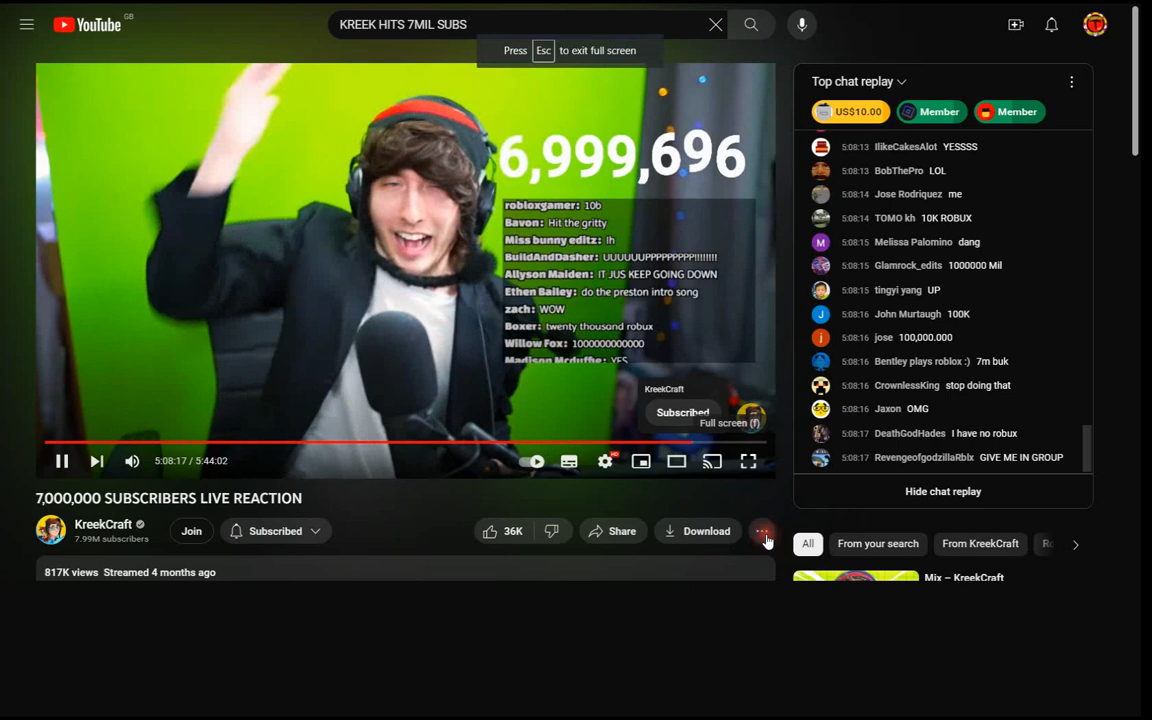 YouTube GB
KREEK HITS 7MIL SUBS
Press Esc to exit full screen
6,999,696
robloxgamer: 10b
Bavon: Hit the gritty
Miss bunny editz: lh
BuildAndDasher: UUUUUUPPPPPPPPP!!!!!!!!
Allyson Maiden: IT JUS KEEP GOING DOWN
Ethen Bailey: do the preston intro song
zach: WOW
Boxer: twenty thousand robux
Willow Fox: 1000000000000
Madison Mcduffie: YES
KreekCraft
Subscribed
Full screen (f)
5:08:17 / 5:44:02
HD
Top chat replay
US$10.00
Member
Member
5:08:13 IlikeCakesAlot YESSSS
5:08:13 BobThePro LOL
5:08:14 Jose Rodriquez me
5:08:14 TOMO kh 10K ROBUX
5:08:15 Melissa Palomino dang
5:08:15 Glamrock_edits 1000000 Mil
5:08:15 tingyi yang UP
5:08:16 John Murtaugh 100K
5:08:16 jose 100,000.000
5:08:16 Bentley plays roblox :) 7m buk
5:08:16 CrownlessKing stop doing that
5:08:16 Jaxon OMG
5:08:17 DeathGodHades I have no robux
5:08:17 RevengeofgodzillaRblx GIVE ME IN GROUP
Hide chat replay
7,000,000 SUBSCRIBERS LIVE REACTION
KreekCraft
7.99M subscribers
Join
Subscribed
36K
Share
Download
817K views Streamed 4 months ago
All
From your search
From KreekCraft
Mix – KreekCraft